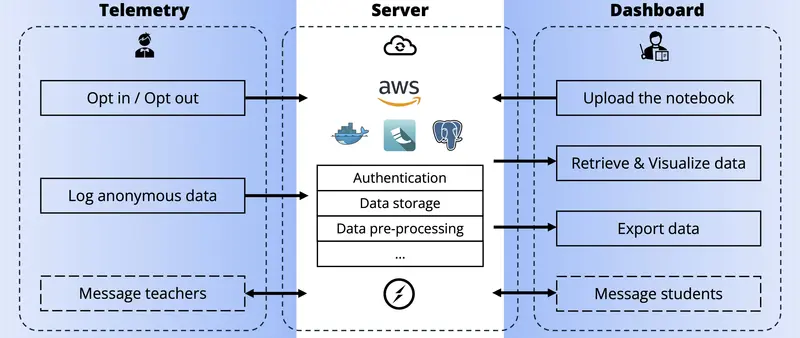 Telemetry
Server
Dashboard
Opt in / Opt out
aws
Upload the notebook
Retrieve & Visualize data
Log anonymous data
Authentication
Data storage
Data pre-processing
...
Export data
Message teachers
Message students